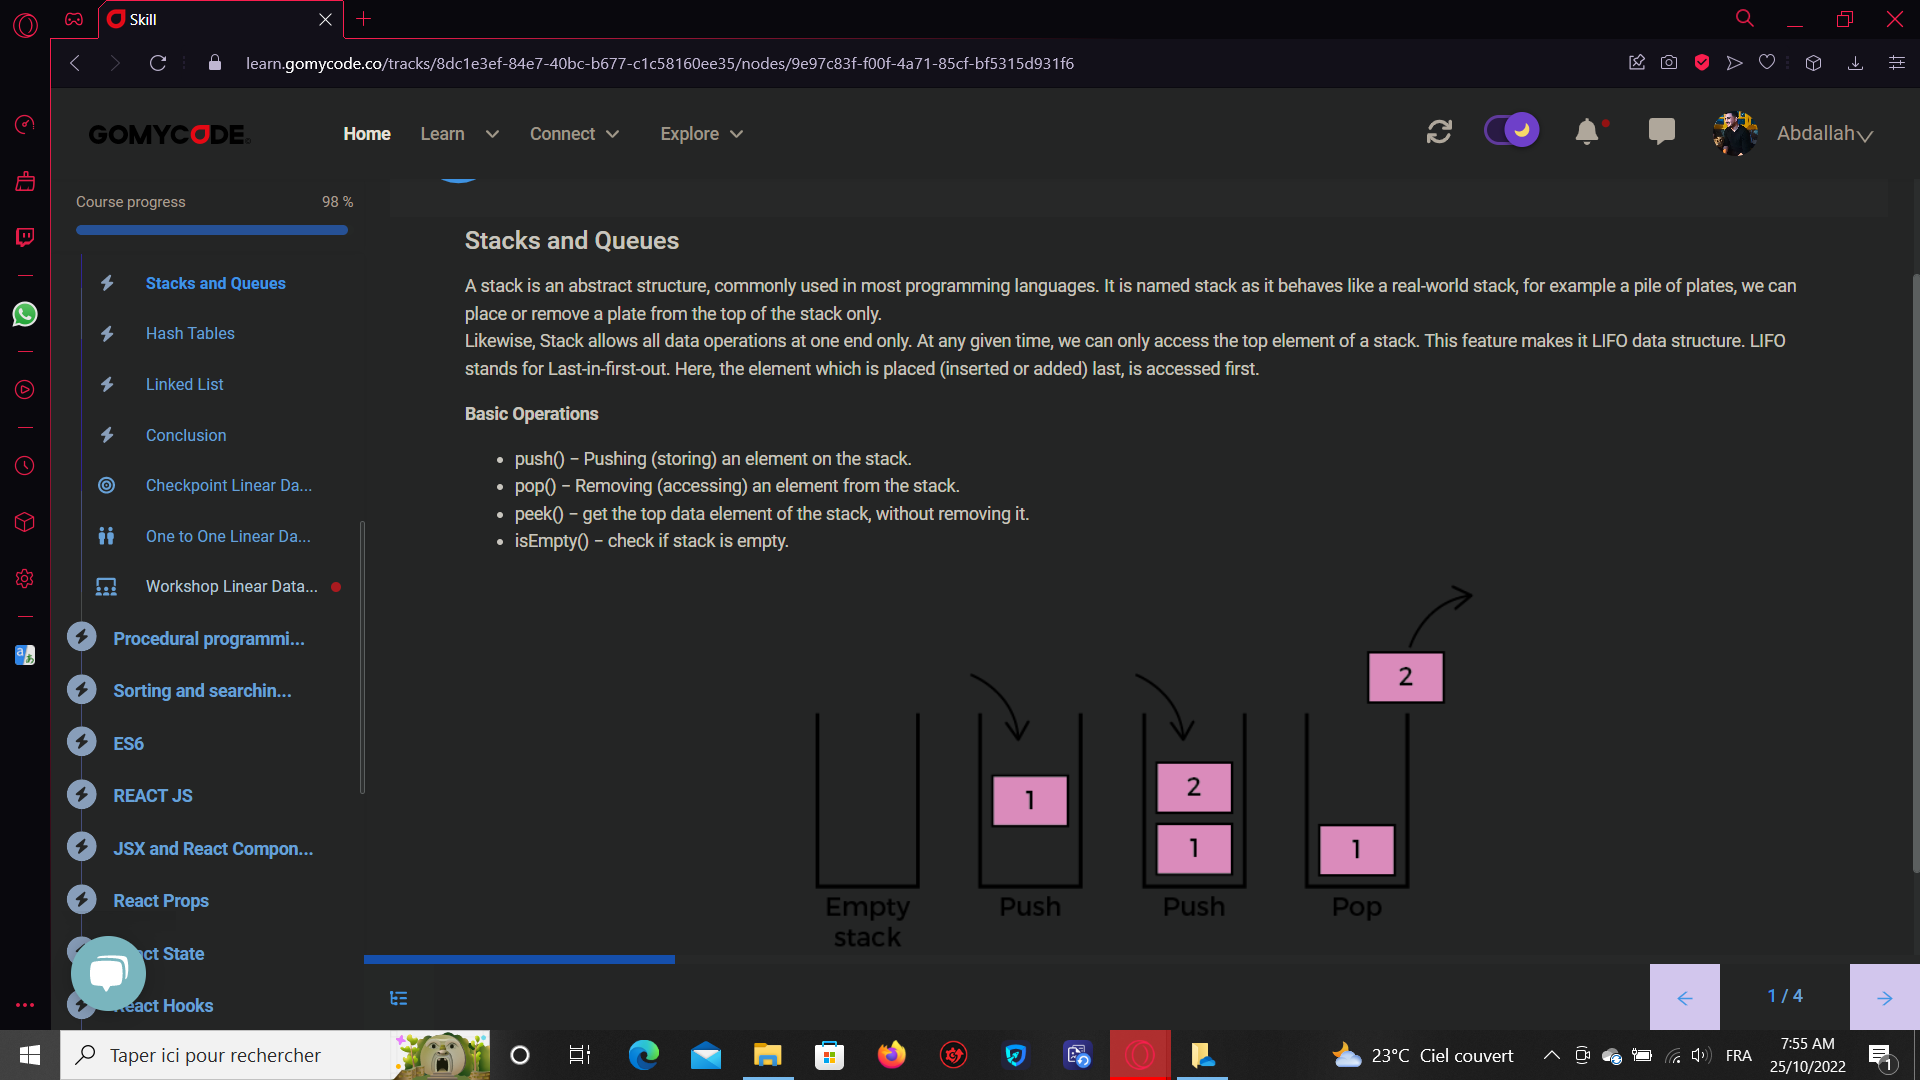 Skill
learn.gomycode.co/tracks/8dc1e3ef-84e7-40bc-b677-c1c58160ee35/nodes/9e97c83f-f00f-4a71-85cf-bf5315d931f6
GOMYCODE
Home
Learn
Connect
Explore
Abdallah
Course progress
98 %
Stacks and Queues
Hash Tables
Linked List
Conclusion
Checkpoint Linear Da...
One to One Linear Da...
Workshop Linear Data...
Procedural programmi...
Sorting and searchin...
ES6
REACT JS
JSX and React Compon...
React Props
ct State
eact Hooks
Stacks and Queues
A stack is an abstract structure, commonly used in most programming languages. It is named stack as it behaves like a real-world stack, for example a pile of plates, we can
place or remove a plate from the top of the stack only.
Likewise, Stack allows all data operations at one end only. At any given time, we can only access the top element of a stack. This feature makes it LIFO data structure. LIFO
stands for Last-in-first-out. Here, the element which is placed (inserted or added) last, is accessed first.
Basic Operations
• push() − Pushing (storing) an element on the stack.
• pop() − Removing (accessing) an element from the stack.
• peek() − get the top data element of the stack, without removing it.
• isEmpty() − check if stack is empty.
2
1
2
1
1
Empty
stack
Push
Push
Pop
1 / 4
Taper ici pour rechercher
23°C Ciel couvert
FRA
7:55 AM
25/10/2022
1